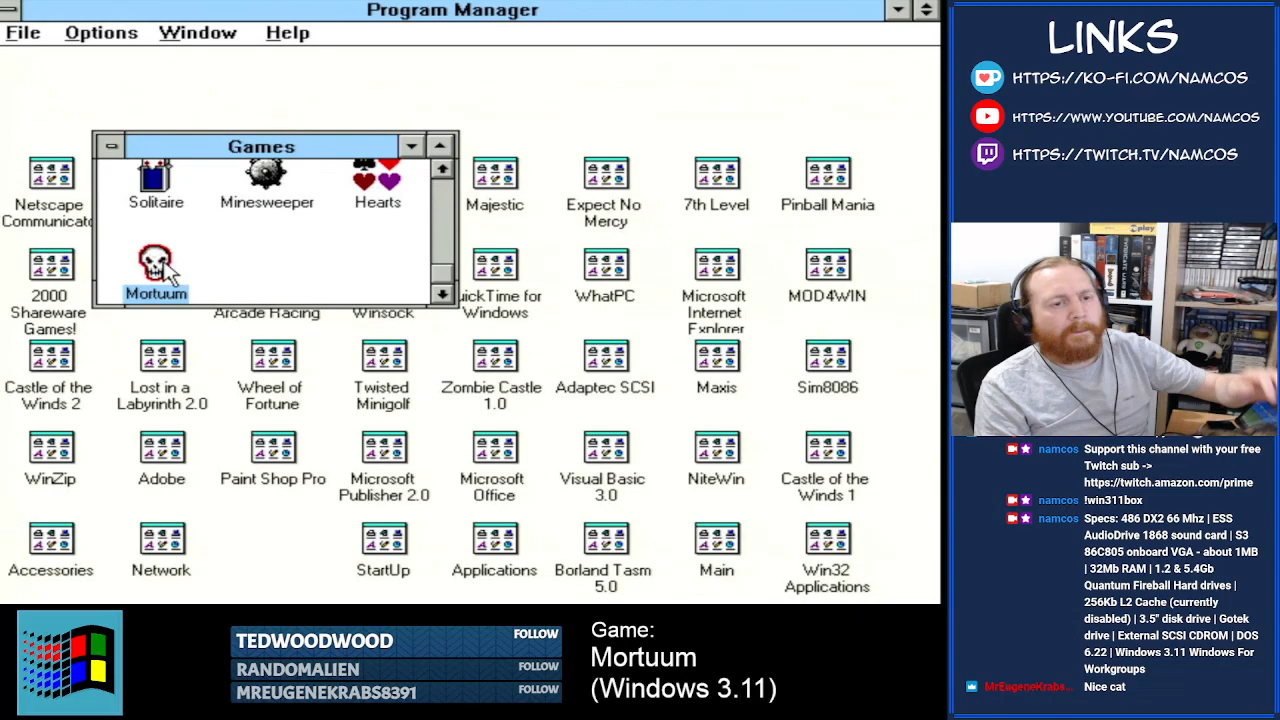 Program Manager
File Options Window Help
Games
Solitaire Minesweeper Hearts
Mortuum
Netscape Communicato
Majestic
Expect No Mercy
7th Level
Pinball Mania
2000 Shareware Games!
Arcade Racing
Winsock
uickTime for Windows
WhatPC
Microsoft Internet Explorer
MOD4WIN
Castle of the Winds 2
Lost in a Labyrinth 2.0
Wheel of Fortune
Twisted Minigolf
Zombie Castle 1.0
Adaptec SCSI
Maxis
Sim8086
WinZip
Adobe
Paint Shop Pro
Microsoft Publisher 2.0
Microsoft Office
Visual Basic 3.0
NiteWin
Castle of the Winds 1
Accessories
Network
StartUp
Applications
Borland Tasm 5.0
Main
Win32 Applications
LINKS
HTTPS://KO-FI.COM/NAMCOS
HTTPS://WWW.YOUTUBE.COM/NAMCOS
HTTPS://TWITCH.TV/NAMCOS
namcos Support this channel with your free
Twitch sub ->
https://twitch.amazon.com/prime
namcos !win311box
namcos Specs: 486 DX2 66 Mhz | ESS
AudioDrive 1868 sound card | S3
86C805 onboard VGA - about 1MB
| 32Mb RAM | 1.2 & 5.4Gb
Quantum Fireball Hard drives |
256Kb L2 Cache (currently
disabled) | 3.5" disk drive | Gotek
drive | External SCSI CDROM | DOS
6.22 | Windows 3.11 Windows For
Workgroups
MrEugeneKrabs... Nice cat
TEDWOODWOOD FOLLOW
RANDOMALIEN FOLLOW
MREUGENEKRABS8391 FOLLOW
Game:
Mortuum
(Windows 3.11)